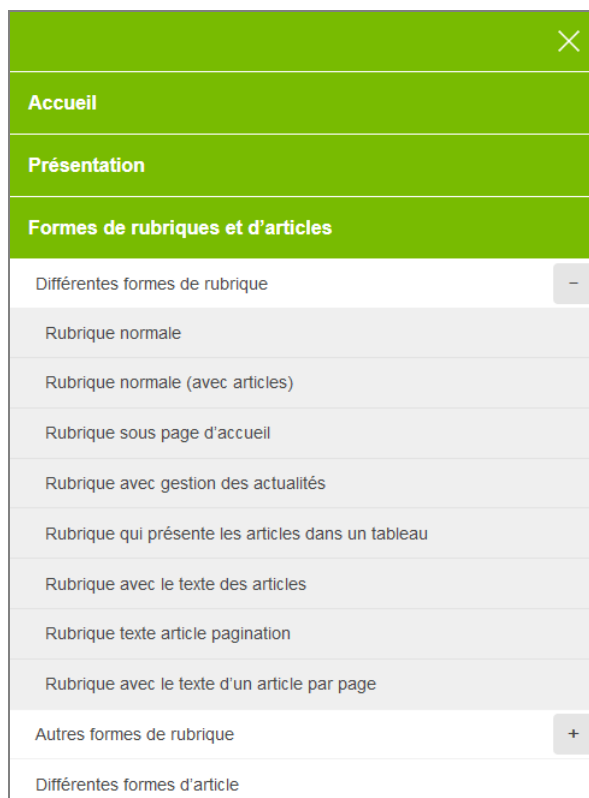 Accueil
Présentation
Formes de rubriques et d’articles
Différentes formes de rubrique
−
Rubrique normale
Rubrique normale (avec articles)
Rubrique sous page d’accueil
Rubrique avec gestion des actualités
Rubrique qui présente les articles dans un tableau
Rubrique avec le texte des articles
Rubrique texte article pagination
Rubrique avec le texte d’un article par page
Autres formes de rubrique
+
Différentes formes d’article